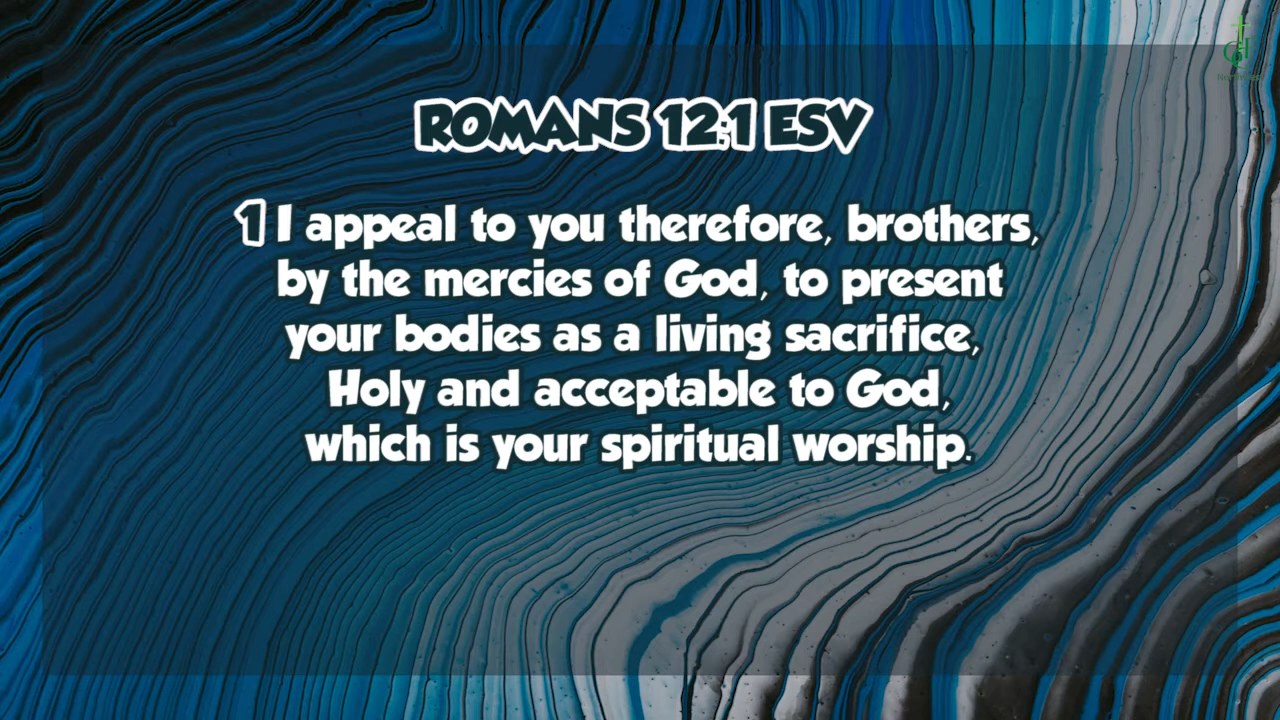 ROMANS 12:1 ESV
1 I appeal to you therefore, brothers,
by the mercies of God, to present
your bodies as a living sacrifice,
Holy and acceptable to God,
which is your spiritual worship.